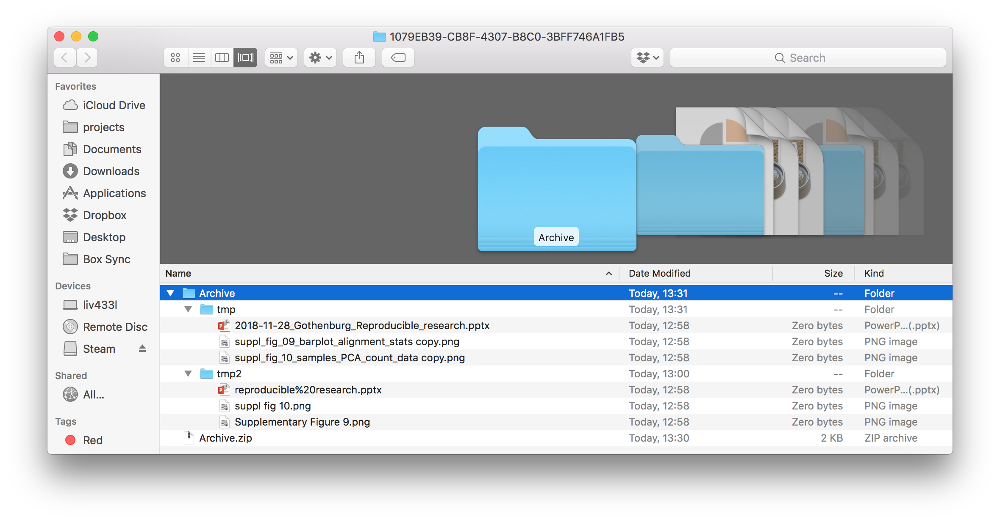 1079EB39-CB8F-4307-B8C0-3BFF746A1FB5
Search
Favorites
iCloud Drive
projects
Documents
Downloads
Applications
Dropbox
Desktop
Box Sync
Devices
liv433l
Remote Disc
Steam
Shared
All...
Tags
Red
Archive
Name Date Modified Size Kind
Archive Today, 13:31 -- Folder
tmp Today, 13:31 -- Folder
2018-11-28_Gothenburg_Reproducible_research.pptx Today, 12:58 Zero bytes PowerP...(.pptx)
suppl_fig_09_barplot_alignment_stats copy.png Today, 12:58 Zero bytes PNG image
suppl_fig_10_samples_PCA_count_data copy.png Today, 12:58 Zero bytes PNG image
tmp2 Today, 13:00 -- Folder
reproducible%20research.pptx Today, 12:58 Zero bytes PowerP...(.pptx)
suppl fig 10.png Today, 12:58 Zero bytes PNG image
Supplementary Figure 9.png Today, 12:58 Zero bytes PNG image
Archive.zip Today, 13:30 2 KB ZIP archive